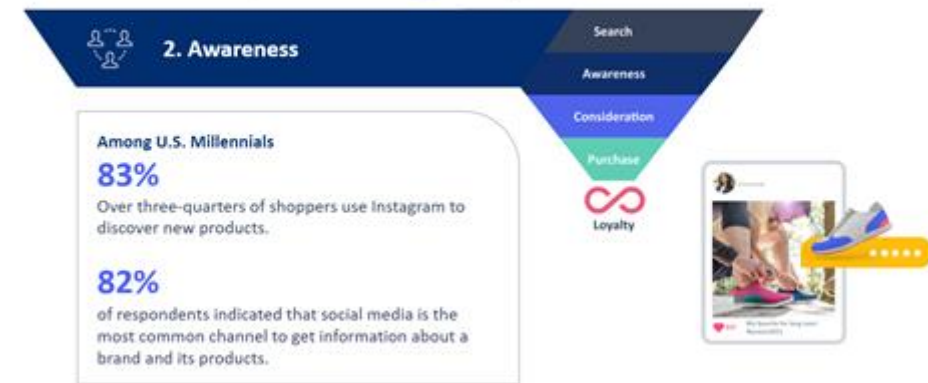 2. Awareness
Search
Awareness
Consideration
Purchase
Loyalty
Among U.S. Millennials
83%
Over three-quarters of shoppers use Instagram to
discover new products.
82%
of respondents indicated that social media is the
most common channel to get information about a
brand and its products.